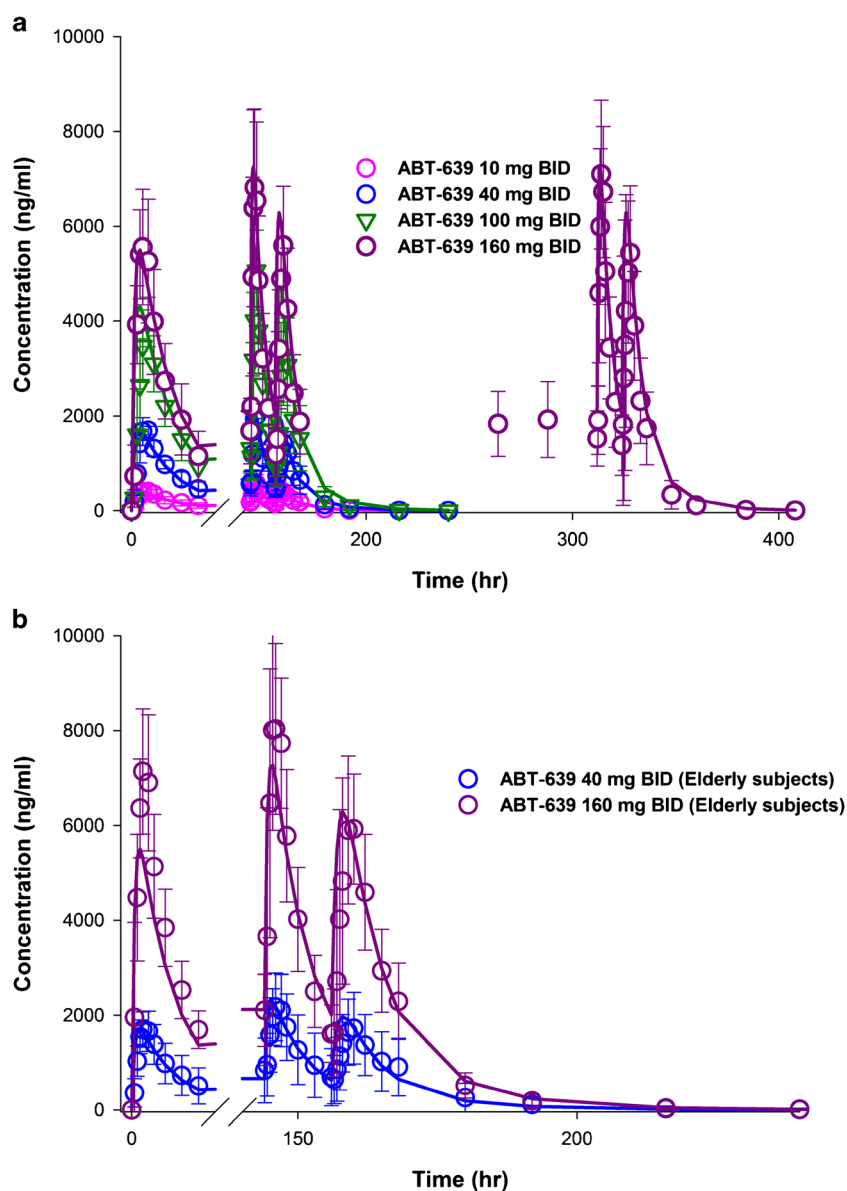 a
10000
8000
6000
4000
2000
0
Concentration (ng/ml)
ABT-639 10 mg BID
ABT-639 40 mg BID
ABT-639 100 mg BID
ABT-639 160 mg BID
0
200
300
400
Time (hr)
b
10000
8000
6000
4000
2000
0
Concentration (ng/ml)
ABT-639 40 mg BID (Elderly subjects)
ABT-639 160 mg BID (Elderly subjects)
0
150
200
Time (hr)